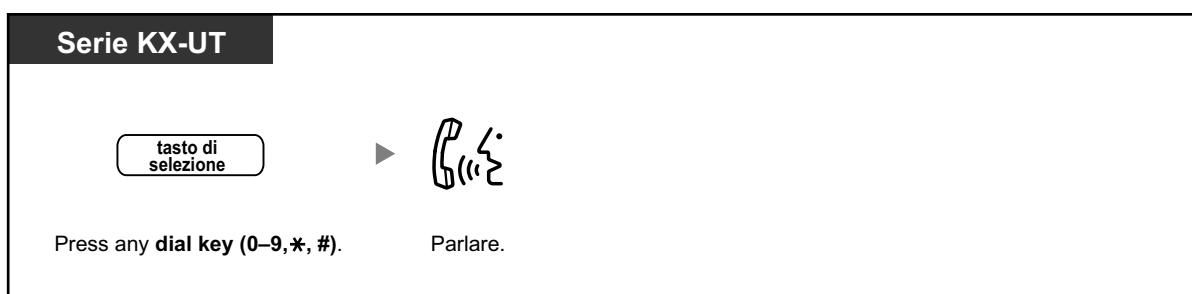 Serie KX-UT
tasto di
selezione
Press any dial key (0–9, *, #).
Parlare.